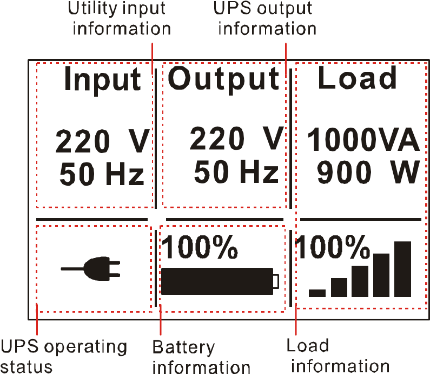 Utility input
information
UPS output
information
Input
Output
Load
220 V
50 Hz
220 V
50 Hz
1000VA
900 W
100%
100%
UPS operating
status
Battery
information
Load
information